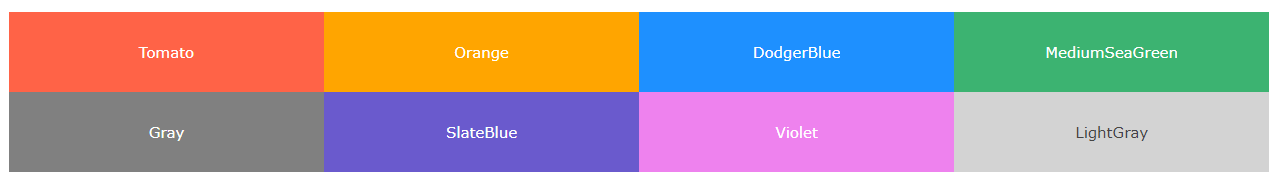 Tomato Orange DodgerBlue MediumSeaGreen
Gray SlateBlue Violet LightGray